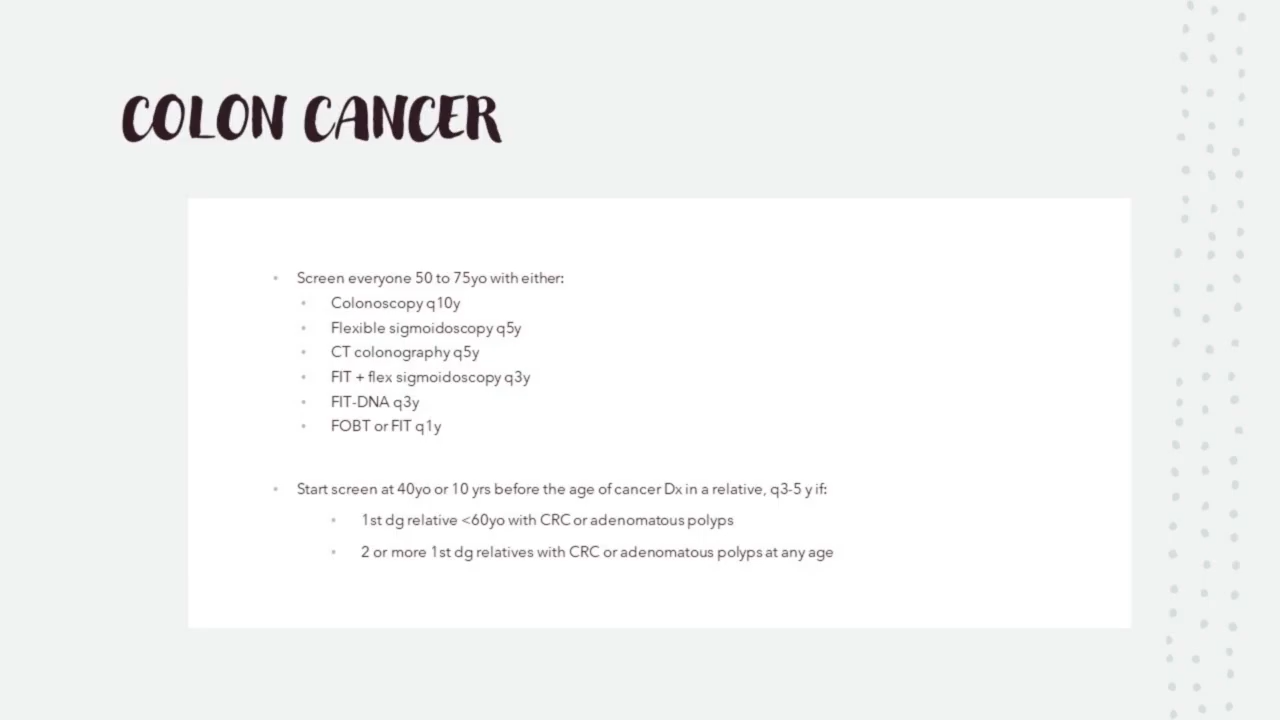 COLON CANCER
• Screen everyone 50 to 75yo with either:
• Colonoscopy q10y
• Flexible sigmoidoscopy q5y
• CT colonography q5y
• FIT + flex sigmoidoscopy q3y
• FIT-DNA q3y
• FOBT or FIT q1y
• Start screen at 40yo or 10 yrs before the age of cancer Dx in a relative, q3-5 y if:
• 1st dg relative <60yo with CRC or adenomatous polyps
• 2 or more 1st dg relatives with CRC or adenomatous polyps at any age